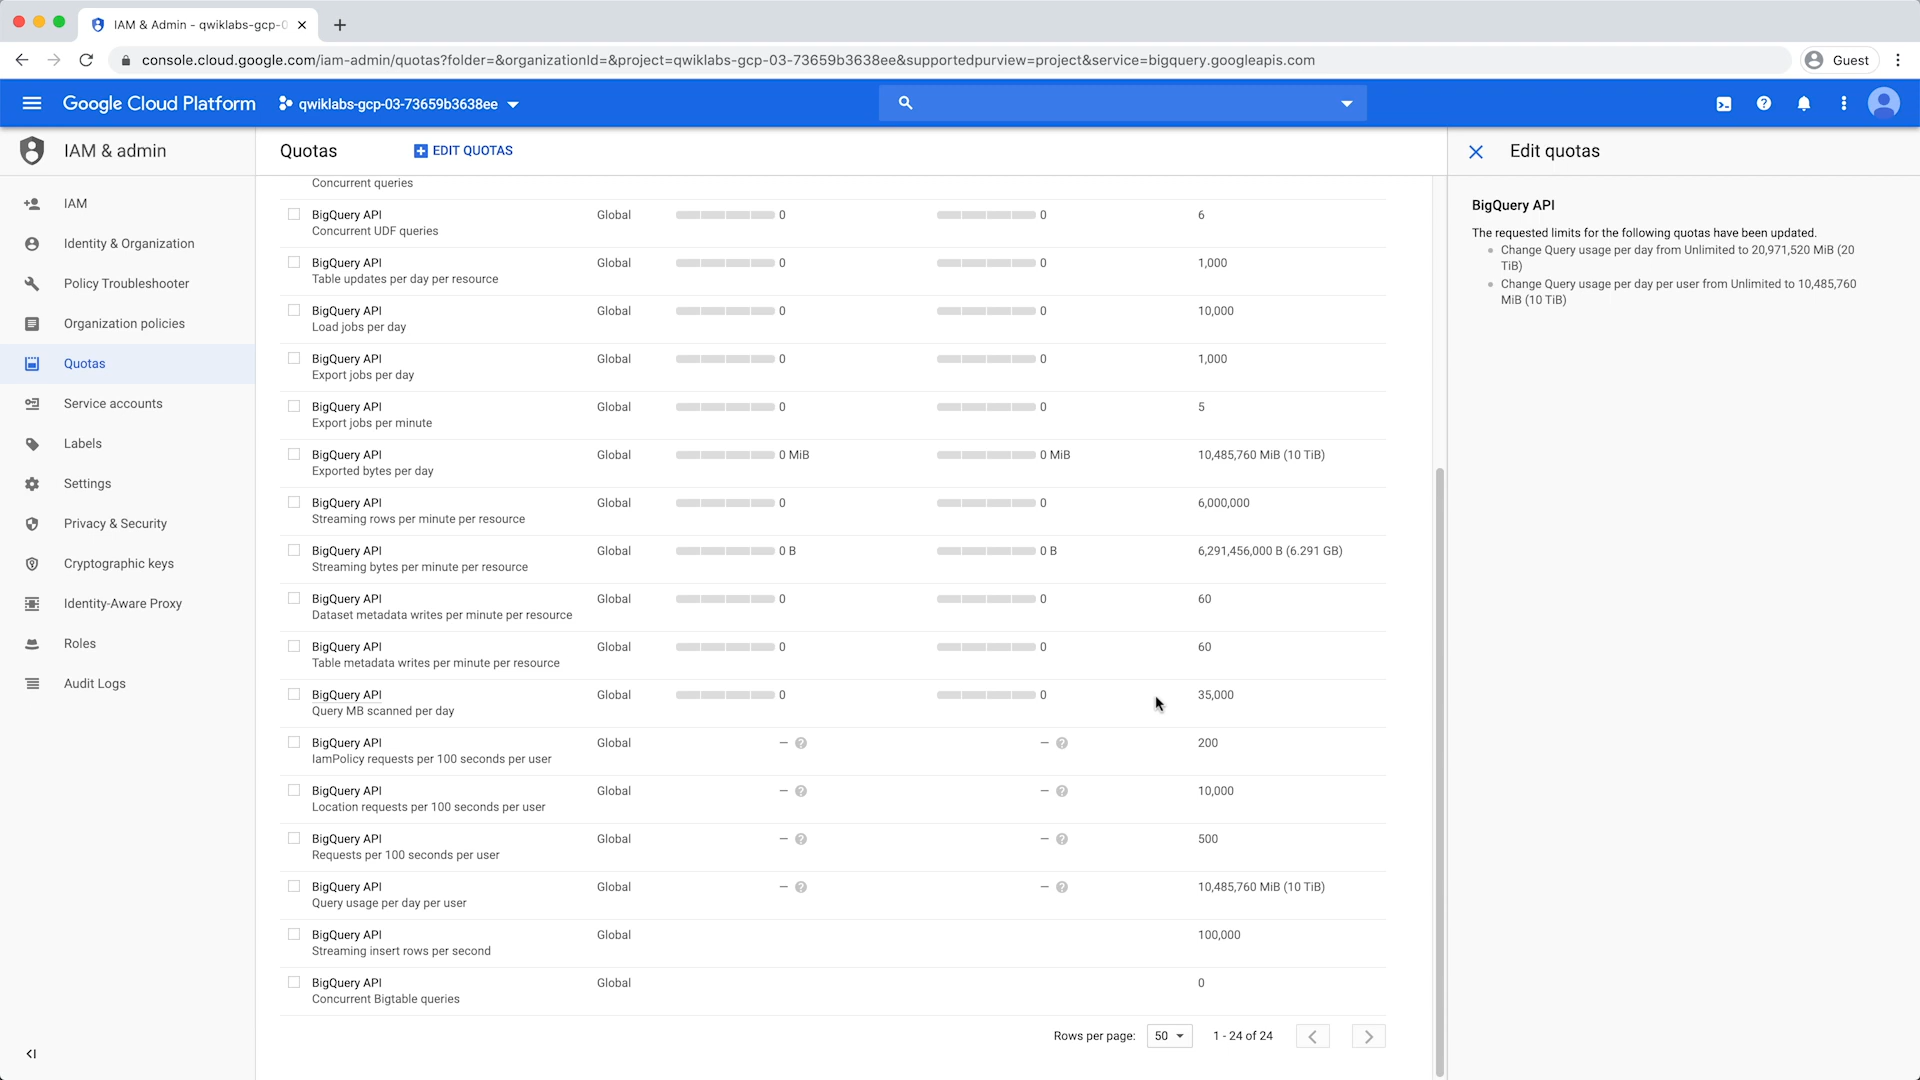 IAM & Admin - qwiklabs-gcp-0
console.cloud.google.com/iam-admin/quotas?folder=&organizationId=&project=qwiklabs-gcp-03-73659b3638ee&supportedpurview=project&service=bigquery.googleapis.com
Guest
Google Cloud Platform
qwiklabs-gcp-03-73659b3638ee
IAM & admin
IAM
Identity & Organization
Policy Troubleshooter
Organization policies
Quotas
Service accounts
Labels
Settings
Privacy & Security
Cryptographic keys
Identity-Aware Proxy
Roles
Audit Logs
Quotas
EDIT QUOTAS
Concurrent queries
BigQuery API Global 0 0 6
Concurrent UDF queries
BigQuery API Global 0 0 1,000
Table updates per day per resource
BigQuery API Global 0 0 10,000
Load jobs per day
BigQuery API Global 0 0 1,000
Export jobs per day
BigQuery API Global 0 0 5
Export jobs per minute
BigQuery API Global 0 MiB 0 MiB 10,485,760 MiB (10 TiB)
Exported bytes per day
BigQuery API Global 0 0 6,000,000
Streaming rows per minute per resource
BigQuery API Global 0 B 0 B 6,291,456,000 B (6.291 GB)
Streaming bytes per minute per resource
BigQuery API Global 0 0 60
Dataset metadata writes per minute per resource
BigQuery API Global 0 0 60
Table metadata writes per minute per resource
BigQuery API Global 0 0 35,000
Query MB scanned per day
BigQuery API Global – – 200
IamPolicy requests per 100 seconds per user
BigQuery API Global – – 10,000
Location requests per 100 seconds per user
BigQuery API Global – – 500
Requests per 100 seconds per user
BigQuery API Global – – 10,485,760 MiB (10 TiB)
Query usage per day per user
BigQuery API Global 100,000
Streaming insert rows per second
BigQuery API Global 0
Concurrent Bigtable queries
Rows per page: 50 1 - 24 of 24
Edit quotas
BigQuery API
The requested limits for the following quotas have been updated.
Change Query usage per day from Unlimited to 20,971,520 MiB (20
TiB)
Change Query usage per day per user from Unlimited to 10,485,760
MiB (10 TiB)